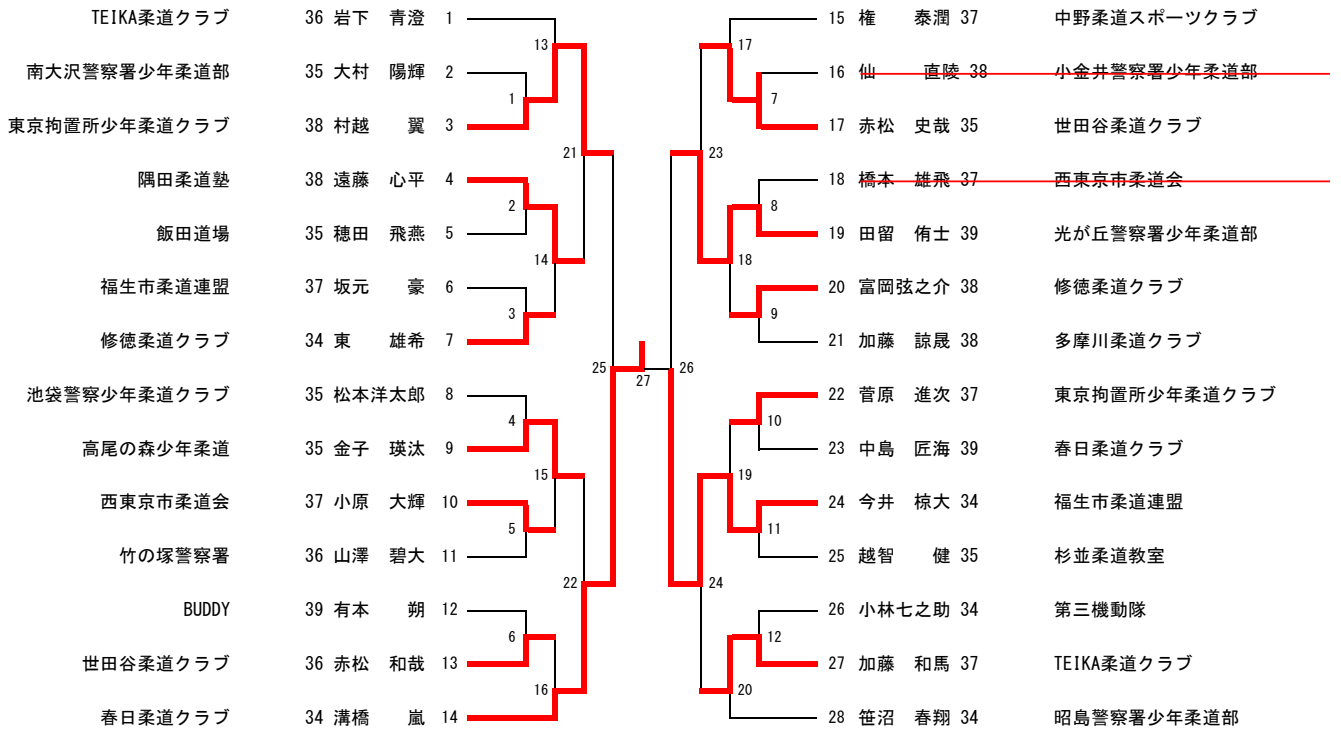 TEIKA柔道クラブ 36 岩下 青澄 1
13
南大沢警察署少年柔道部 35 大村 陽輝 2
1
東京拘置所少年柔道クラブ 38 村越 翼 3
21
隅田柔道塾 38 遠藤 心平 4
2
飯田道場 35 穂田 飛燕 5
14
福生市柔道連盟 37 坂元 豪 6
3
修徳柔道クラブ 34 東 雄希 7
25
池袋警察少年柔道クラブ 35 松本洋太郎 8
4
高尾の森少年柔道 35 金子 瑛汰 9
15
西東京市柔道会 37 小原 大輝 10
5
竹の塚警察署 36 山澤 碧大 11
22
BUDDY 39 有本 朔 12
6
世田谷柔道クラブ 36 赤松 和哉 13
16
春日柔道クラブ 34 溝橋 嵐 14
27
15 権 泰潤 37 中野柔道スポーツクラブ
17
16 仙 直陵 38 小金井警察署少年柔道部
7
17 赤松 史哉 35 世田谷柔道クラブ
23
18 橋本 雄飛 37 西東京市柔道会
8
19 田留 侑士 39 光が丘警察署少年柔道部
18
20 富岡弦之介 38 修徳柔道クラブ
9
21 加藤 諒晟 38 多摩川柔道クラブ
26
22 菅原 進次 37 東京拘置所少年柔道クラブ
10
23 中島 匠海 39 春日柔道クラブ
19
24 今井 椋大 34 福生市柔道連盟
11
25 越智 健 35 杉並柔道教室
24
26 小林七之助 34 第三機動隊
12
27 加藤 和馬 37 TEIKA柔道クラブ
20
28 笹沼 春翔 34 昭島警察署少年柔道部